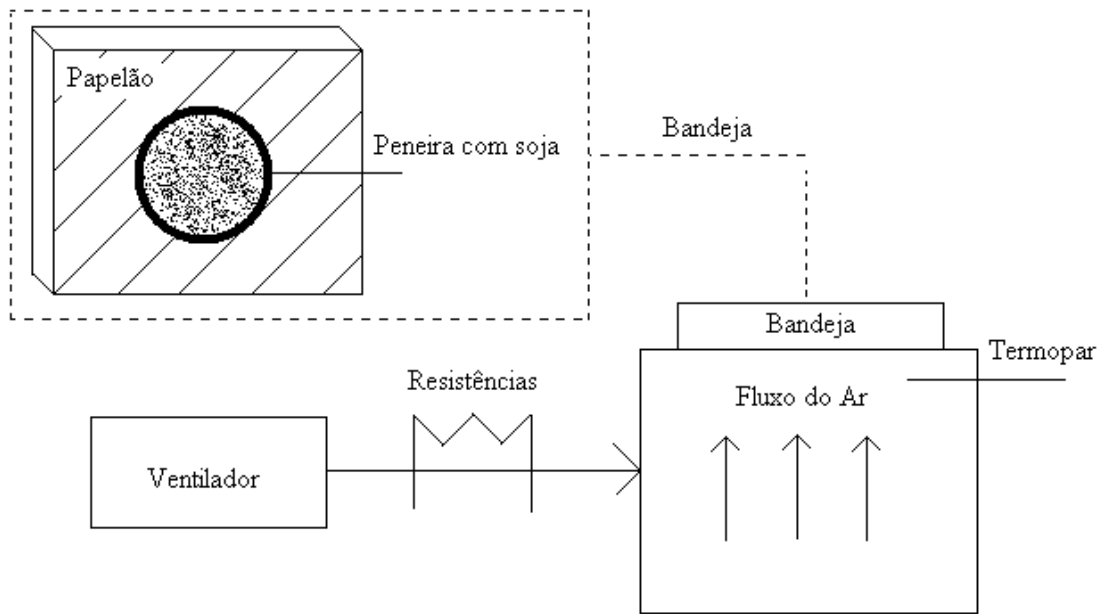 Papelão
Peneira com soja
Bandeja
Bandeja
Termopar
Resistências
Fluxo do Ar
Ventilador